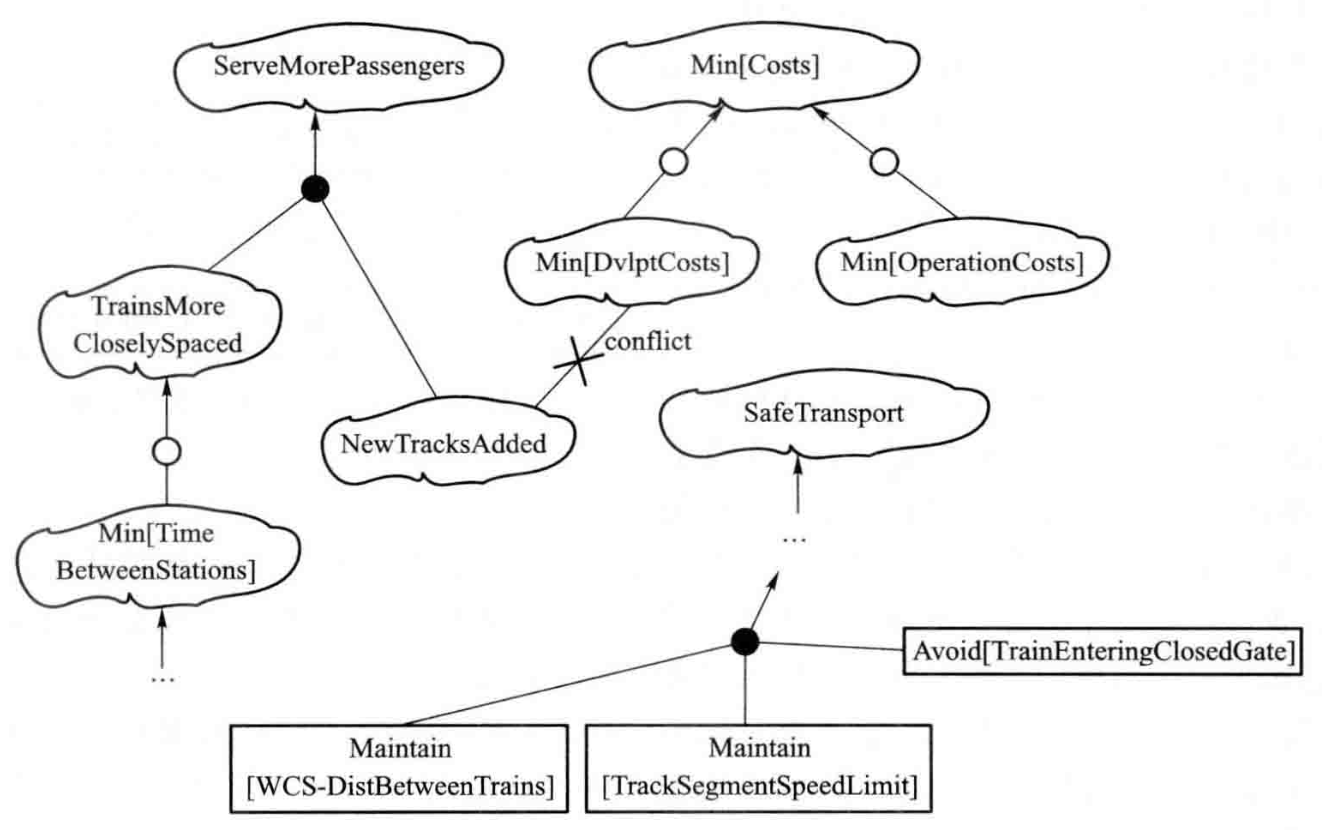 ServeMorePassengers
Min[Costs]
Min[DvlptCosts]
Min[OperationCosts]
TrainsMore
CloselySpaced
conflict
NewTracksAdded
SafeTransport
Min[Time
BetweenStations]
...
...
Avoid[TrainEnteringClosedGate]
Maintain
[WCS-DistBetweenTrains]
Maintain
[TrackSegmentSpeedLimit]